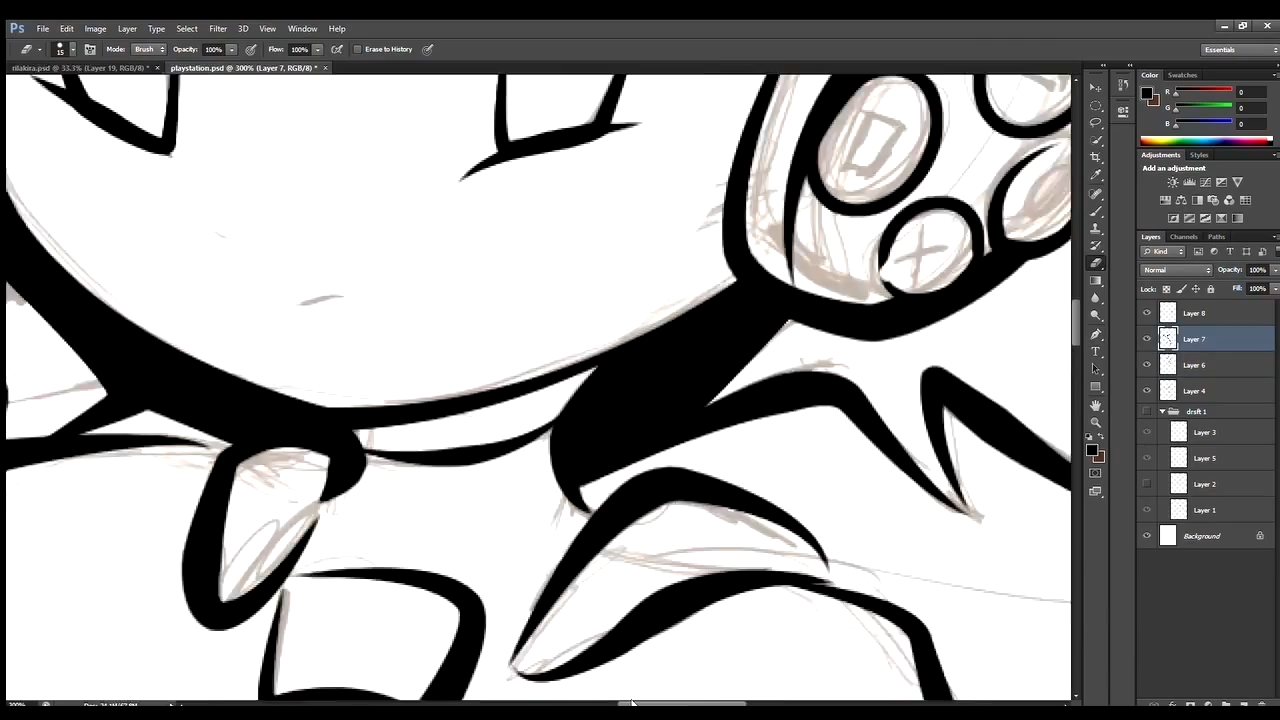 Ps File Edit Image Layer Type Select Filter 3D View Window Help
15 Mode: Brush Opacity: 100% Flow: 100% Erase to History Essentials
rilakira.psd @ 33.3% (Layer 19, RGB/8) * × playstation.psd @ 300% (Layer 7, RGB/8) * ×
Color Swatches
R 0
G 0
B 0
Adjustments Styles
Add an adjustment
Layers Channels Paths
Kind
Normal Opacity: 100%
Lock: Fill: 100%
Layer 8
Layer 7
Layer 6
Layer 4
drsft 1
Layer 3
Layer 5
Layer 2
Layer 1
Background